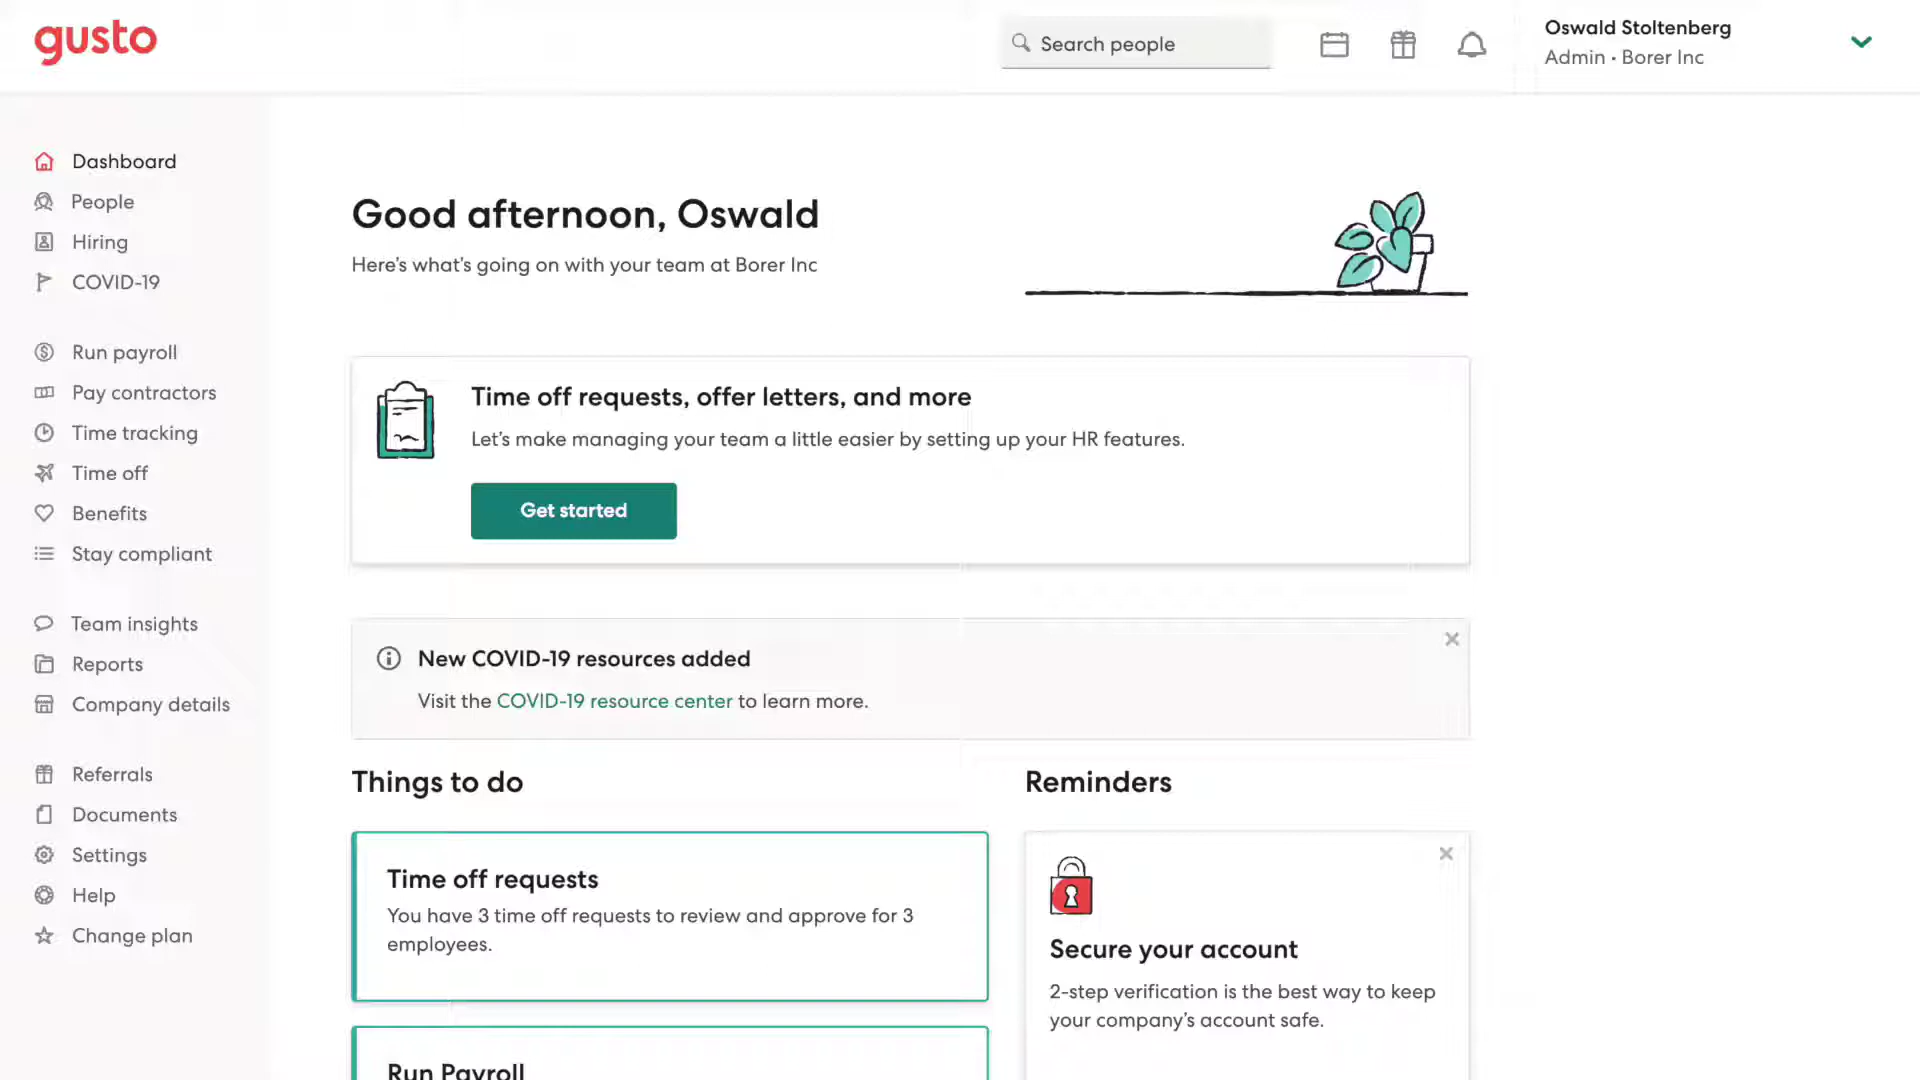 gusto
Search people
Oswald Stoltenberg
Admin • Borer Inc
Dashboard
People
Hiring
COVID-19
Run payroll
Pay contractors
Time tracking
Time off
Benefits
Stay compliant
Team insights
Reports
Company details
Referrals
Documents
Settings
Help
Change plan
Good afternoon, Oswald
Here’s what’s going on with your team at Borer Inc
Time off requests, offer letters, and more
Let’s make managing your team a little easier by setting up your HR features.
Get started
New COVID-19 resources added
Visit the COVID-19 resource center to learn more.
Things to do
Time off requests
You have 3 time off requests to review and approve for 3
employees.
Run Payroll
Reminders
Secure your account
2-step verification is the best way to keep
your company’s account safe.